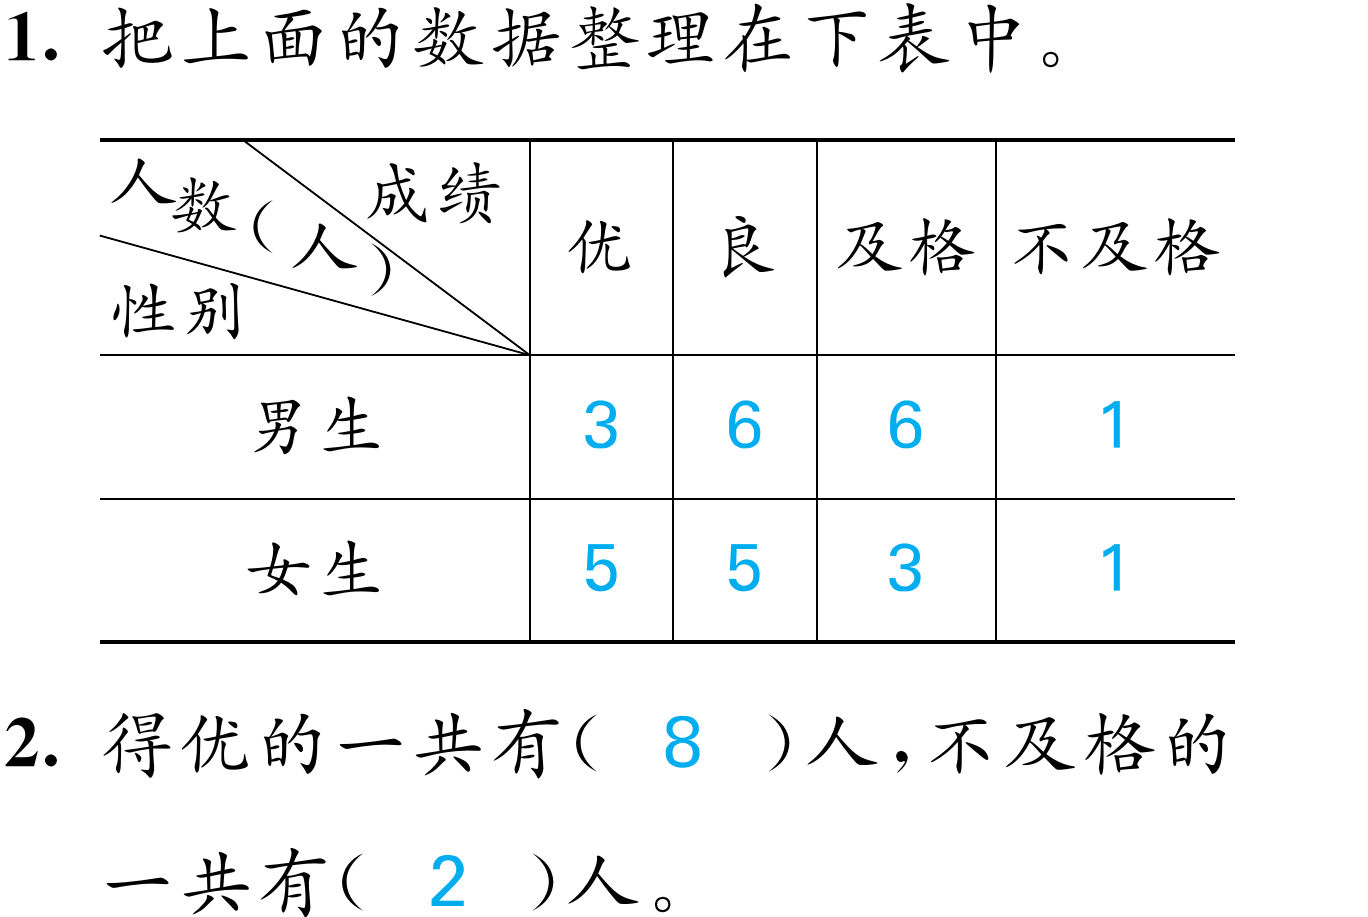 1. 把上面的数据整理在下表中。
人数(人) 成绩 性别 优 良 及格 不及格
男生 3 6 6 1
女生 5 5 3 1
2. 得优的一共有( 8 )人,不及格的
一共有( 2 )人。